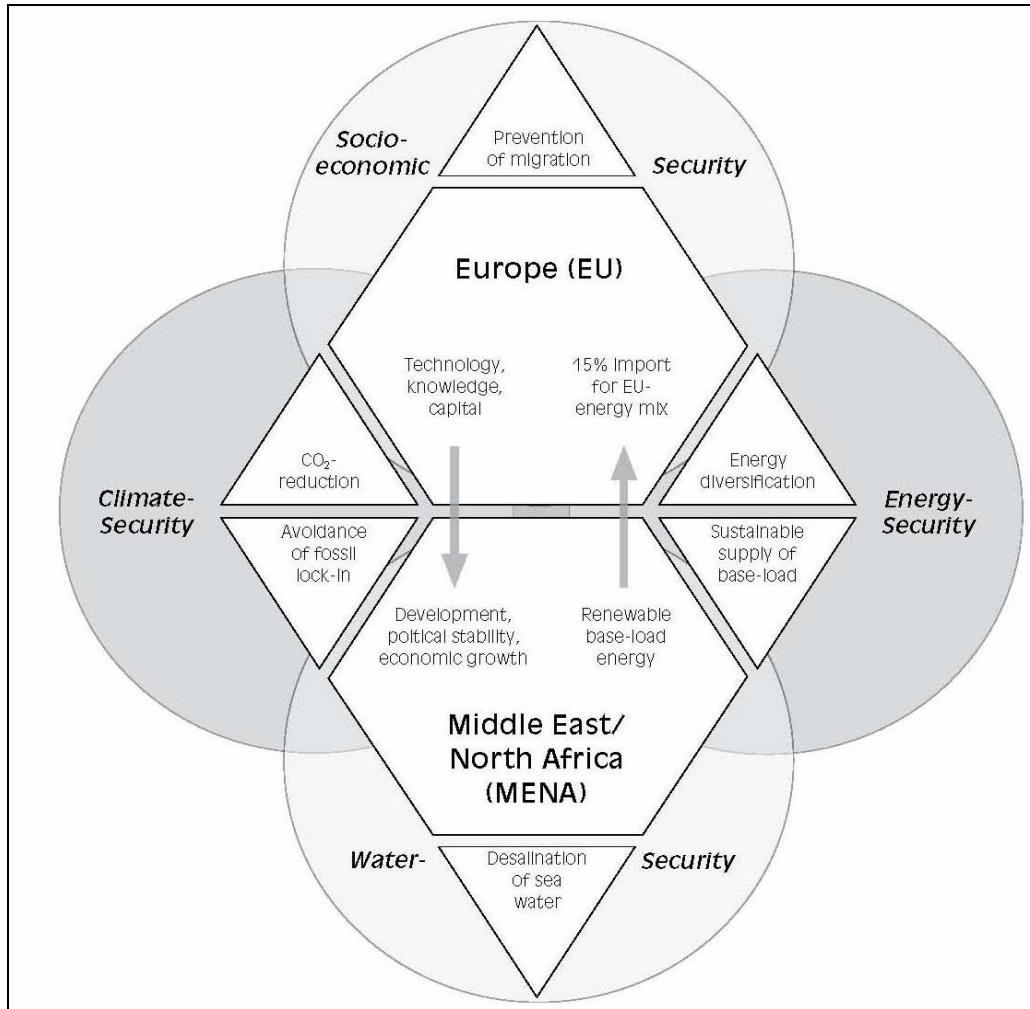 Socio-
economic
Prevention
of migration
Security
Europe (EU)
Technology,
knowledge,
capital
15% import
for EU-
energy mix
CO₂-
reduction
Energy
diversification
Climate-
Security
Energy-
Security
Avoidance
of fossil
lock-in
Sustainable
supply of
base-load
Development,
poltical stability,
economic growth
Renewable
base-load
energy
Middle East/
North Africa
(MENA)
Water-
Desalination
of sea
water
Security